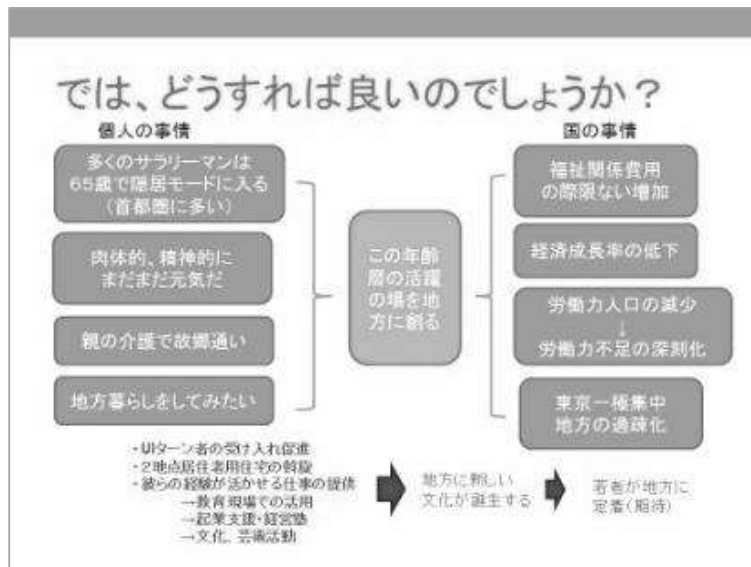 では、どうすれば良いのでしょうか？
個人の事情
多くのサラリーマンは
65歳で隠居モードに入る
(首都圏に多い)
肉体的、精神的に
まだまだ元気だ
親の介護で故郷通い
地方暮らしをしてみたい
この年齢
層の活躍
の場を地
方に創る
国の事情
福祉関係費用
の際限ない増加
経済成長率の低下
労働力人口の減少
↓
労働力不足の深刻化
東京一極集中
地方の過疎化
・UIターン者の受け入れ促進
・2地点居住者用住宅の斡旋
・彼らの経験が活かせる仕事の提供
→教育現場での活用
→起業支援・経営塾
→文化、芸術活動
地方に新しい
文化が誕生する
若者が地方に
定着(期待)